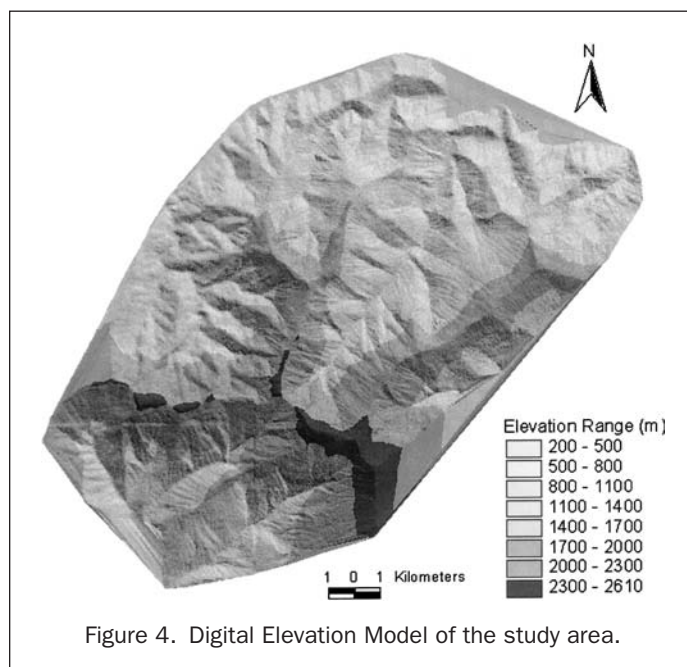 N
Elevation Range (m)
200 - 500
500 - 800
800 - 1100
1100 - 1400
1400 - 1700
1700 - 2000
2000 - 2300
2300 - 2610
1 0 1 Kilometers
Figure 4. Digital Elevation Model of the study area.